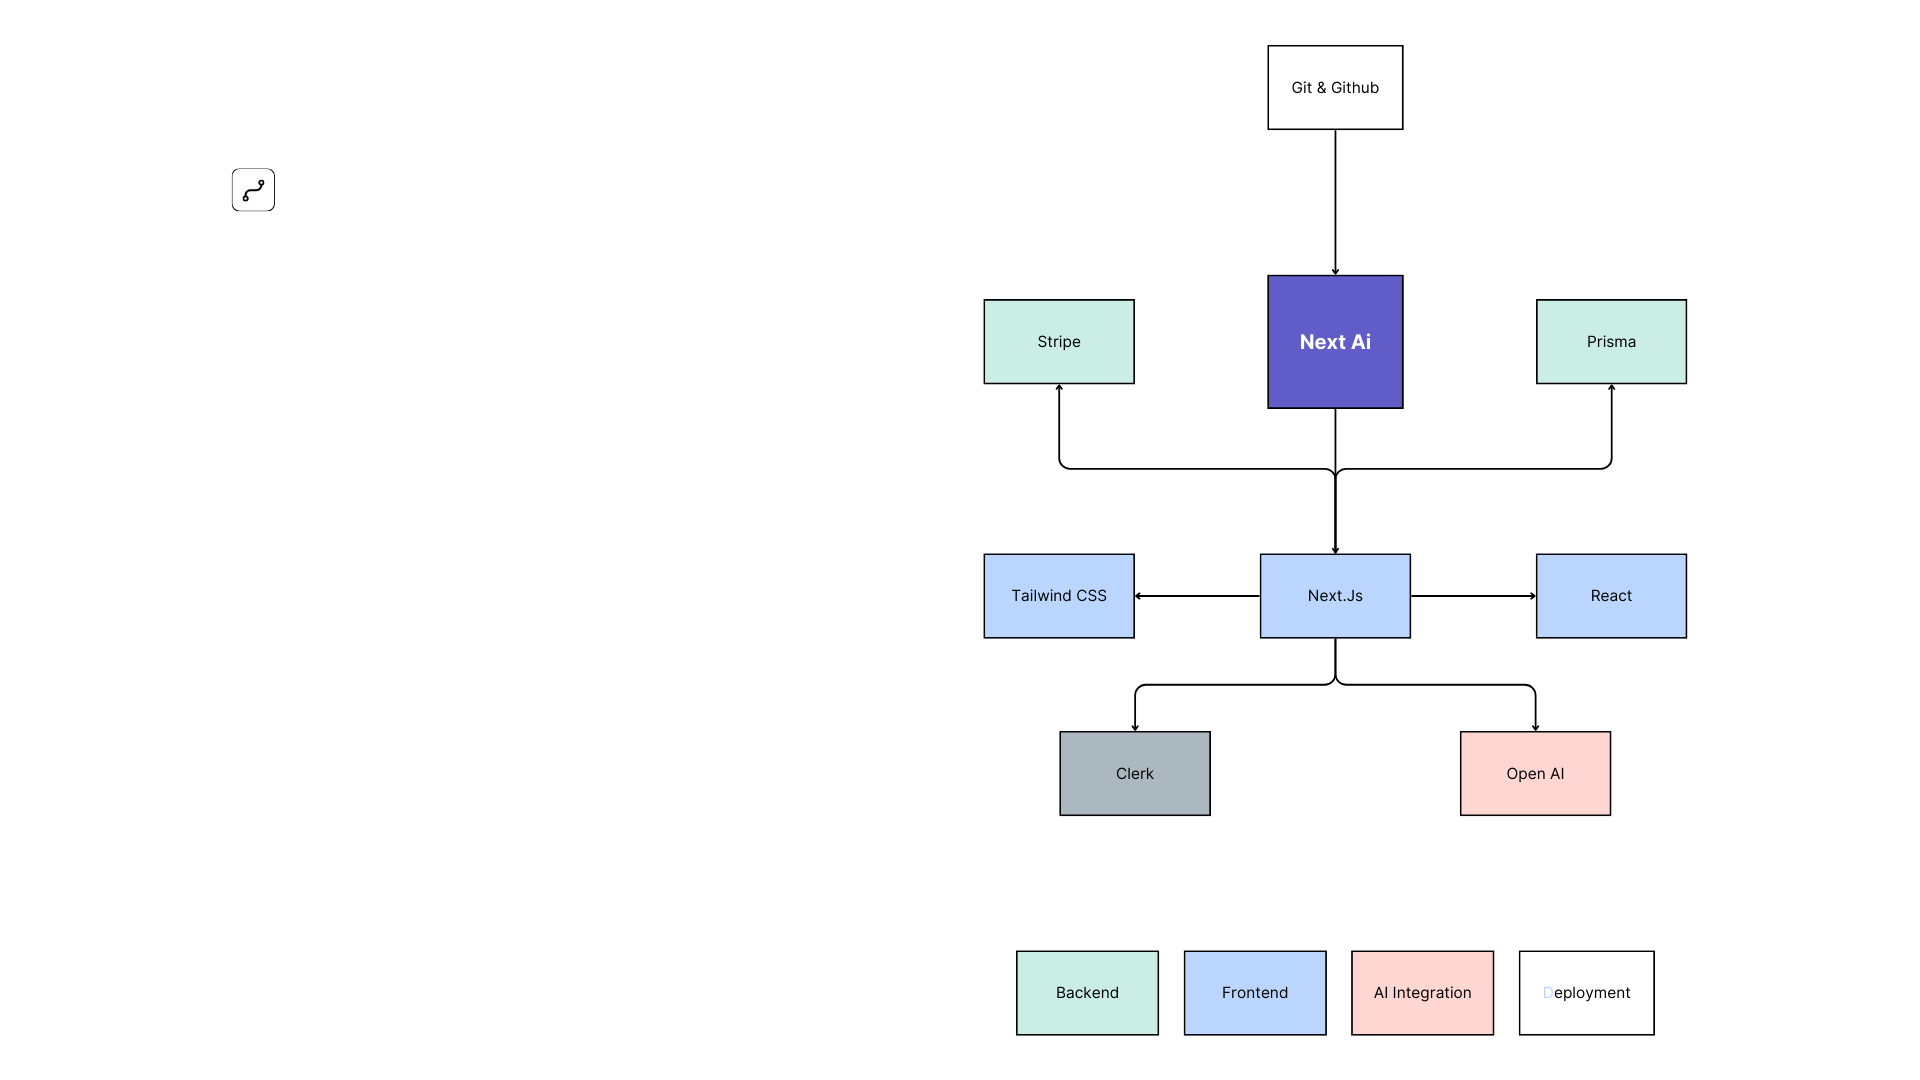 Git & Github
Stripe
Next Ai
Prisma
Tailwind CSS
Next.Js
React
Clerk
Open AI
Backend
Frontend
AI Integration
Deployment